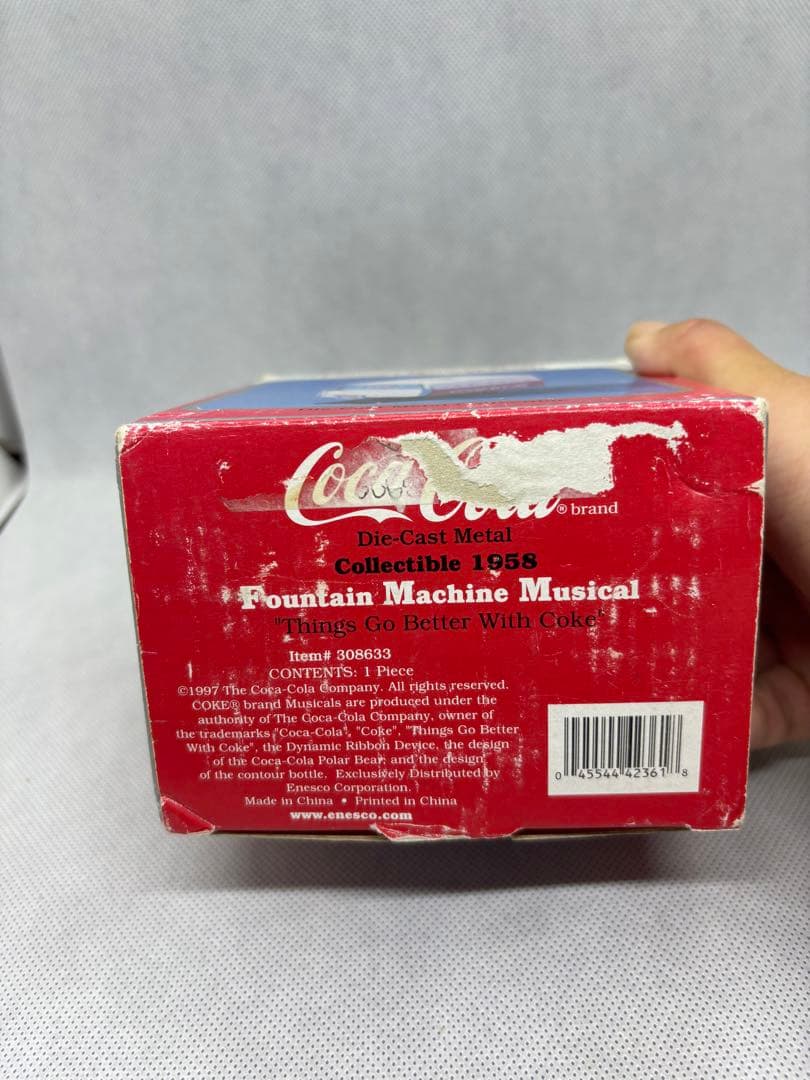 Coca-Cola® brand
Die-Cast Metal
Collectible 1958
Fountain Machine Musical
"Things Go Better With Coke"
Item# 308633
CONTENTS: 1 Piece
©1997 The Coca-Cola Company. All rights reserved.
COKE® brand Musicals are produced under the
authority of The Coca-Cola Company, owner of
the trademarks "Coca-Cola", "Coke", "Things Go Better
With Coke", the Dynamic Ribbon Device, the design
of the Coca-Cola Polar Bear, and the design
of the contour bottle. Exclusively Distributed by
Enesco Corporation.
Made in China • Printed in China
www.enesco.com
0 45544 42361 8